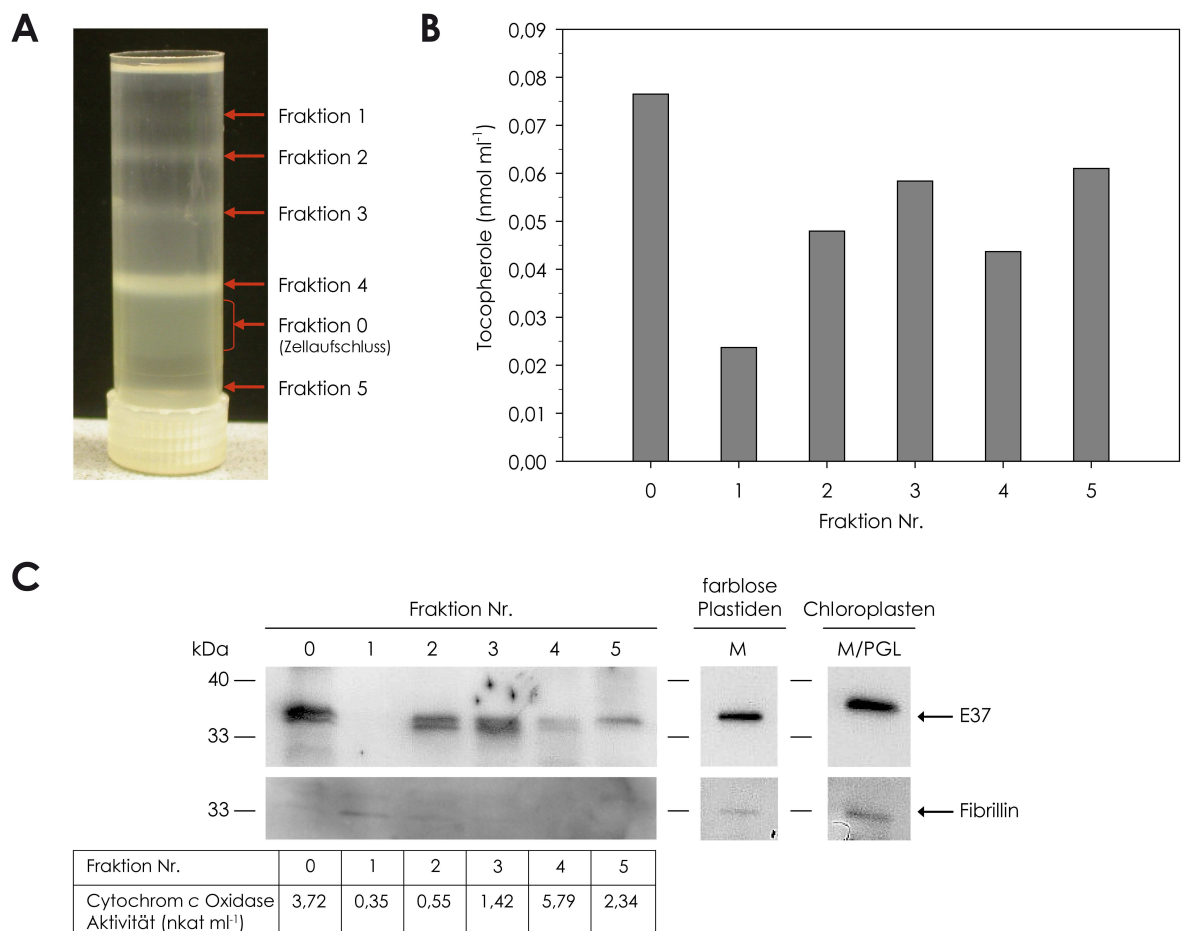 A
Fraktion 1
Fraktion 2
Fraktion 3
Fraktion 4
Fraktion 0
(Zellaufschluss)
Fraktion 5
B
Tocopherole (nmol ml⁻¹)
0,09
0,08
0,07
0,06
0,05
0,04
0,03
0,02
0,01
0,00
0 1 2 3 4 5
Fraktion Nr.
C
Fraktion Nr.
farblose
Plastiden
Chloroplasten
kDa 0 1 2 3 4 5 M M/PGL
40
E37
33
33
Fibrillin
Fraktion Nr. 0 1 2 3 4 5
Cytochrom c Oxidase 3,72 0,35 0,55 1,42 5,79 2,34
Aktivität (nkat ml⁻¹)